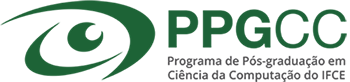 PPGCC
Programa de Pós-graduação em
Ciência da Computação do IFCE